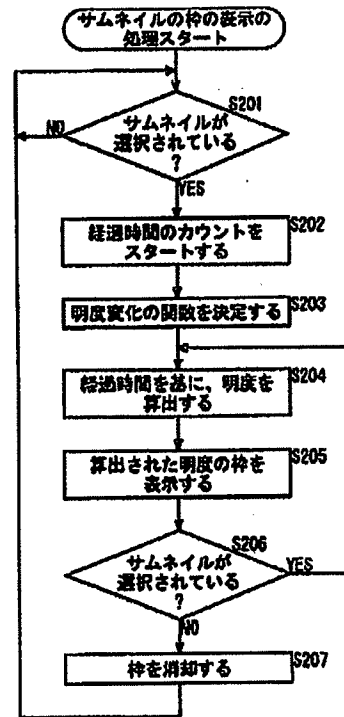 サムネイルの枠の表示の
処理スタート
S201
サムネイルが
選択されている
?
NO
YES
経過時間のカウントを
スタートする
S202
明度変化の関数を決定する
S203
経過時間を基に、明度を
算出する
S204
算出された明度の枠を
表示する
S205
S206
サムネイルが
選択されている
?
YES
NO
枠を消却する
S207